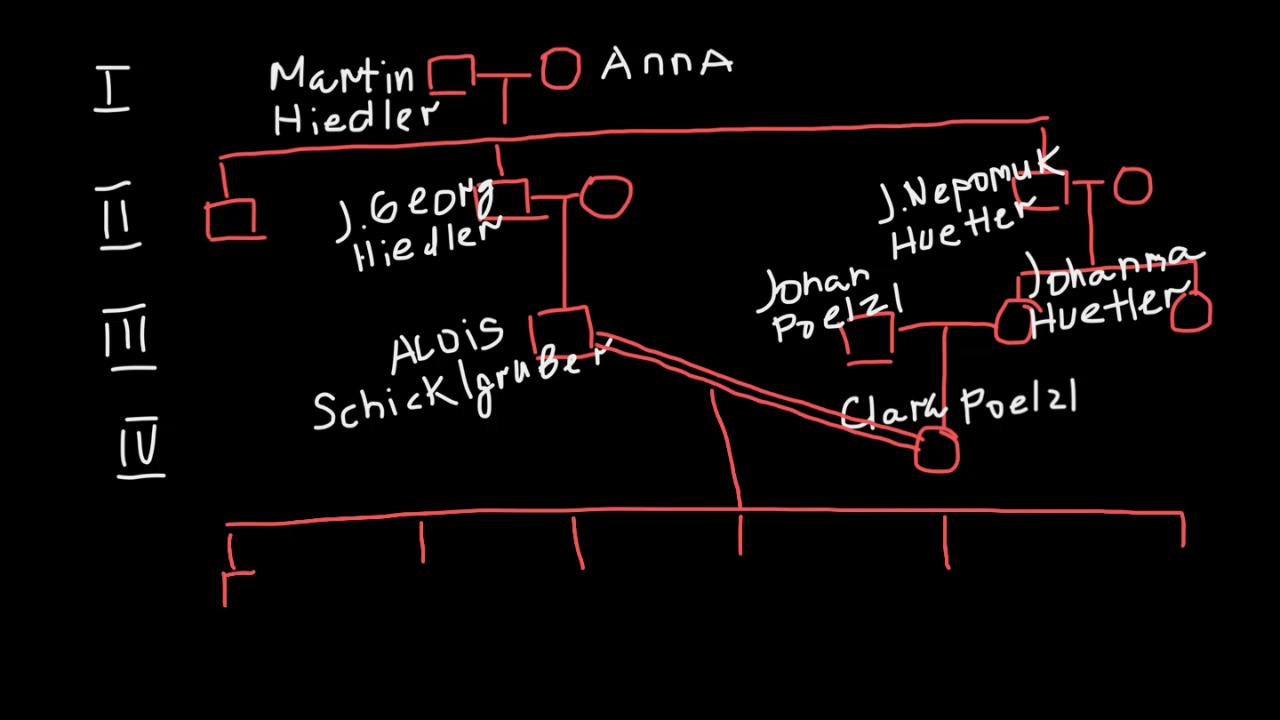 I
Martin
Hiedler
Anna
II
J. Georg
Hiedler
J. Nepomuk
Huetler
III
Alois
Schicklgruber
Johan
Poelzl
Johanna
Huetler
IV
Clara Poelzl